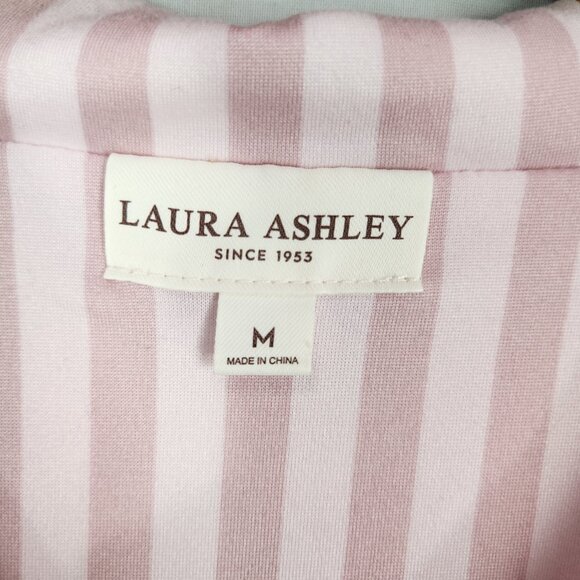 LAURA ASHLEY
SINCE 1953
M
MADE IN CHINA